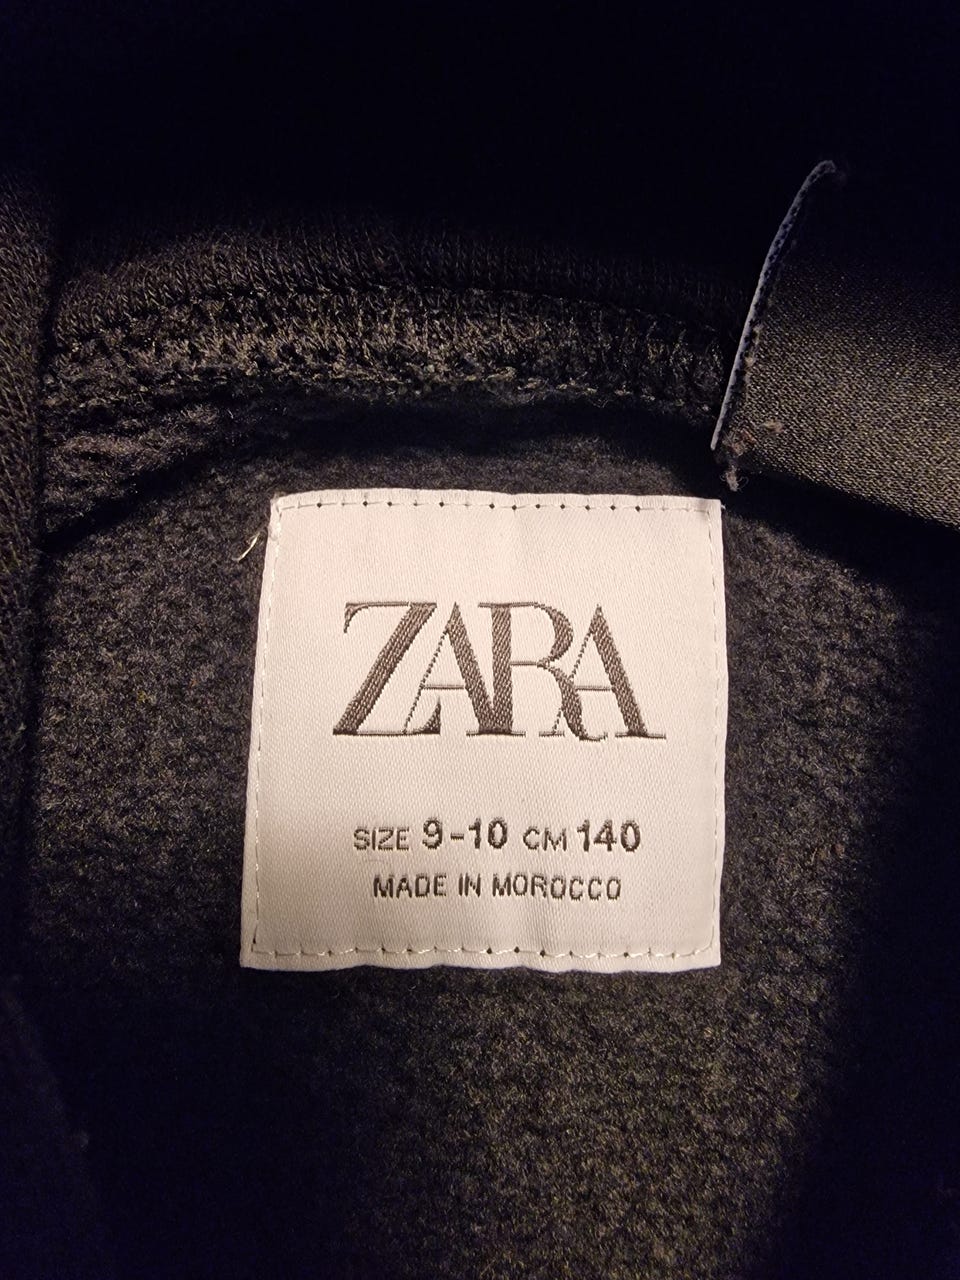 ZARA
SIZE 9-10 CM 140
MADE IN MOROCCO